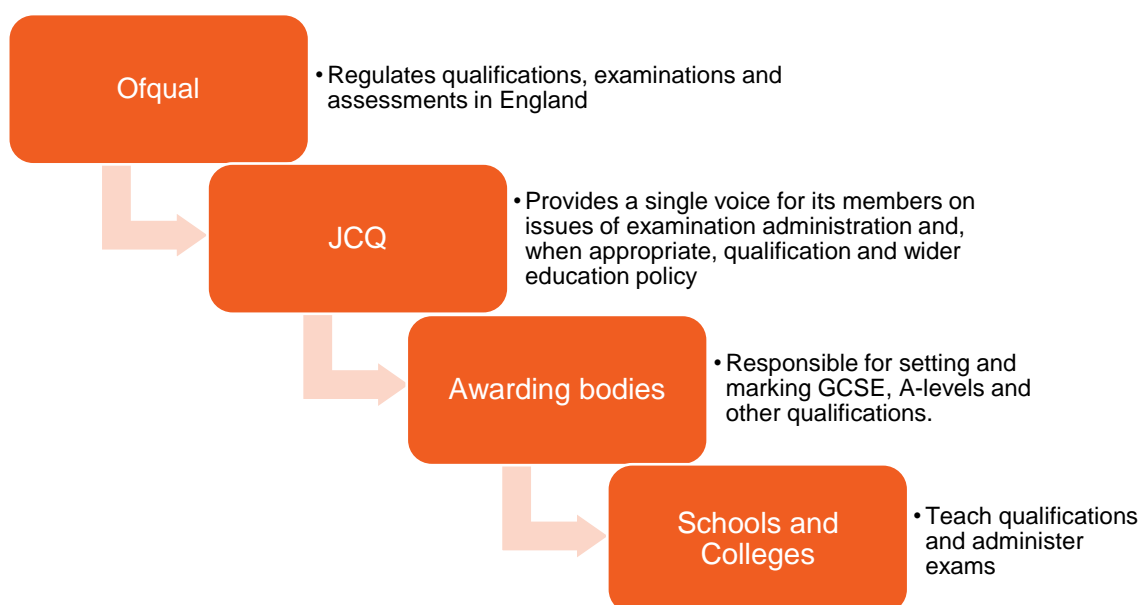 Ofqual
• Regulates qualifications, examinations and
assessments in England
JCQ
• Provides a single voice for its members on
issues of examination administration and,
when appropriate, qualification and wider
education policy
Awarding bodies
• Responsible for setting and
marking GCSE, A-levels and
other qualifications.
Schools and
Colleges
• Teach qualifications
and administer
exams